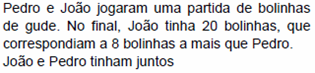 Pedro e João jogaram uma partida de bolinhas
de gude. No final, João tinha 20 bolinhas, que
correspondiam a 8 bolinhas a mais que Pedro.
João e Pedro tinham juntos